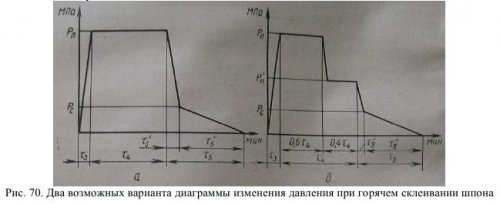 МПа МПа
Pп Pп
Pп'
Pс Pс
τ5' τ5'' мин 0,6τ4 0,4τ4 τ5' τ5'' мин
τ3 τ4 τ5 τ3 τ4 τ5
а б
Рис. 70. Два возможных варианта диаграммы изменения давления при горячем склеивании шпона